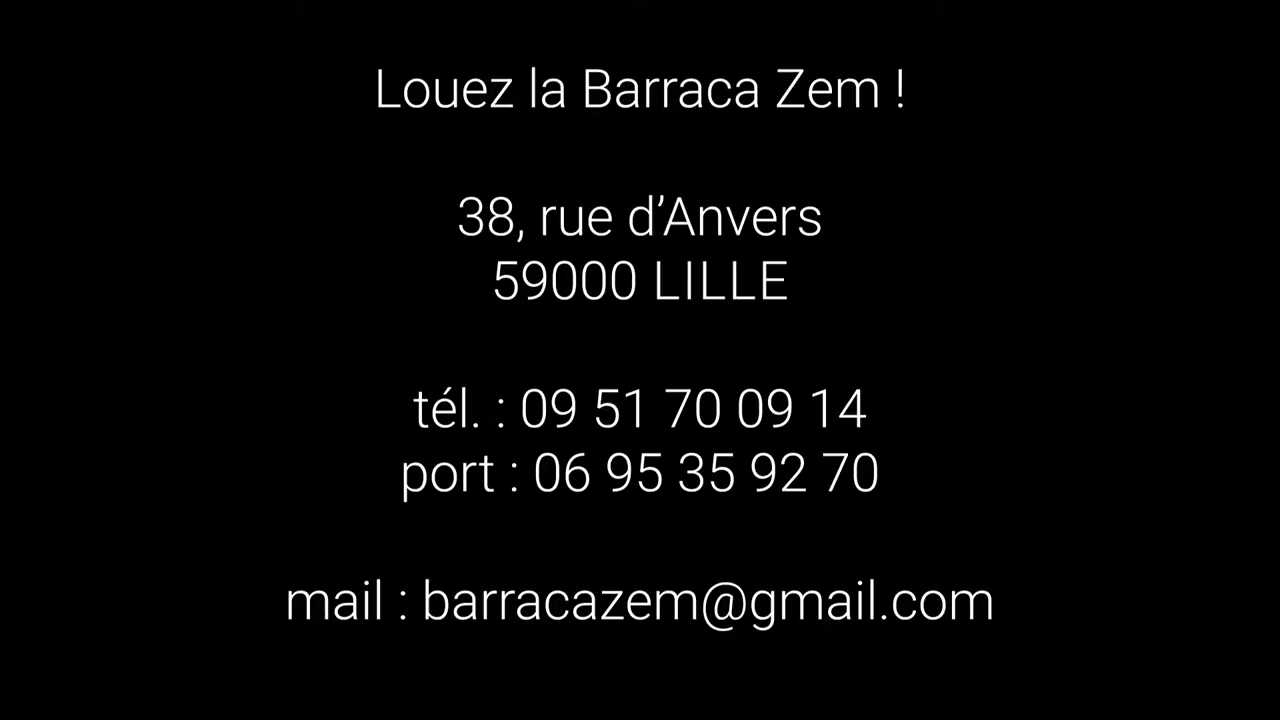 Louez la Barraca Zem !
38, rue d’Anvers
59000 LILLE
tél. : 09 51 70 09 14
port : 06 95 35 92 70
mail : barracazem@gmail.com